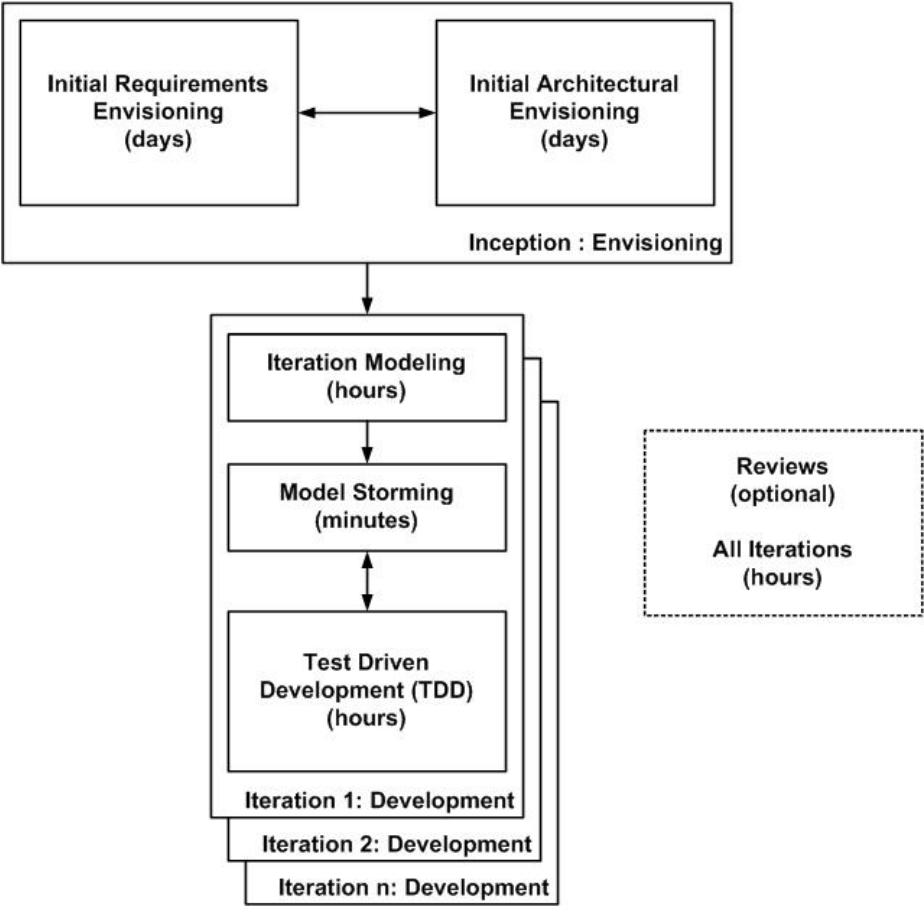 Initial Requirements
Envisioning
(days)
Initial Architectural
Envisioning
(days)
Inception : Envisioning
Iteration Modeling
(hours)
Model Storming
(minutes)
Test Driven
Development (TDD)
(hours)
Iteration 1: Development
Iteration 2: Development
Iteration n: Development
Reviews
(optional)
All Iterations
(hours)